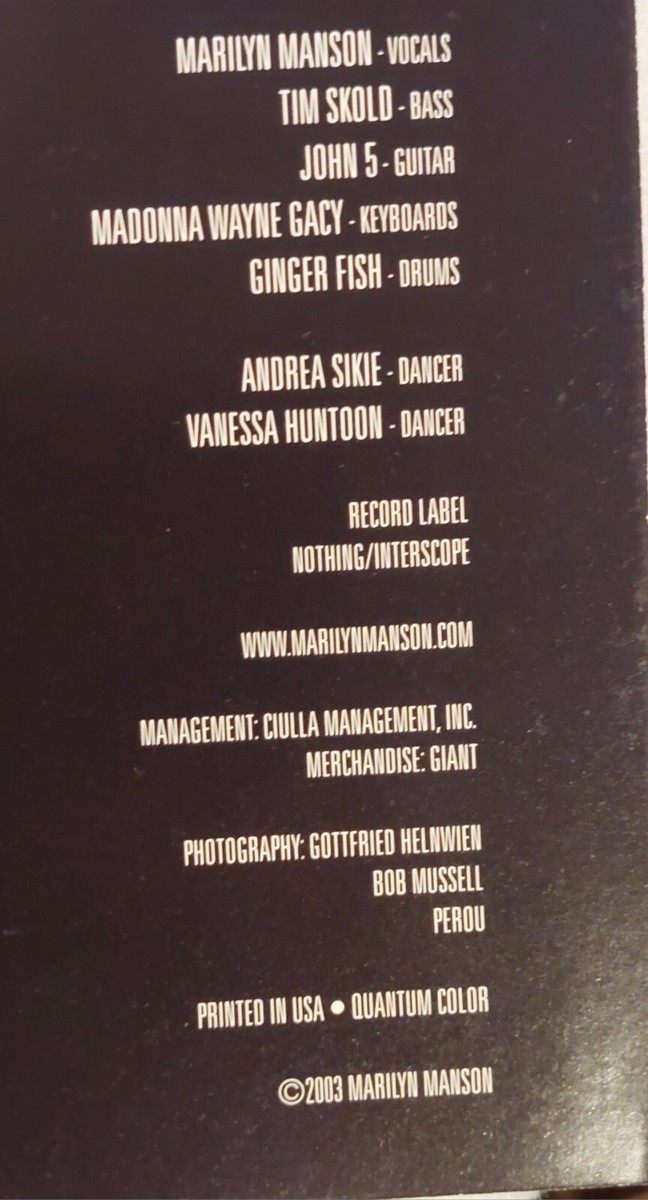 MARILYN MANSON - VOCALS
TIM SKOLD - BASS
JOHN 5 - GUITAR
MADONNA WAYNE GACY - KEYBOARDS
GINGER FISH - DRUMS
ANDREA SIKIE - DANCER
VANESSA HUNTOON - DANCER
RECORD LABEL
NOTHING/INTERSCOPE
WWW.MARILYNMANSON.COM
MANAGEMENT: CIULLA MANAGEMENT, INC.
MERCHANDISE: GIANT
PHOTOGRAPHY: GOTTFRIED HELNWIEN
BOB MUSSELL
PEROU
PRINTED IN USA ● QUANTUM COLOR
©2003 MARILYN MANSON